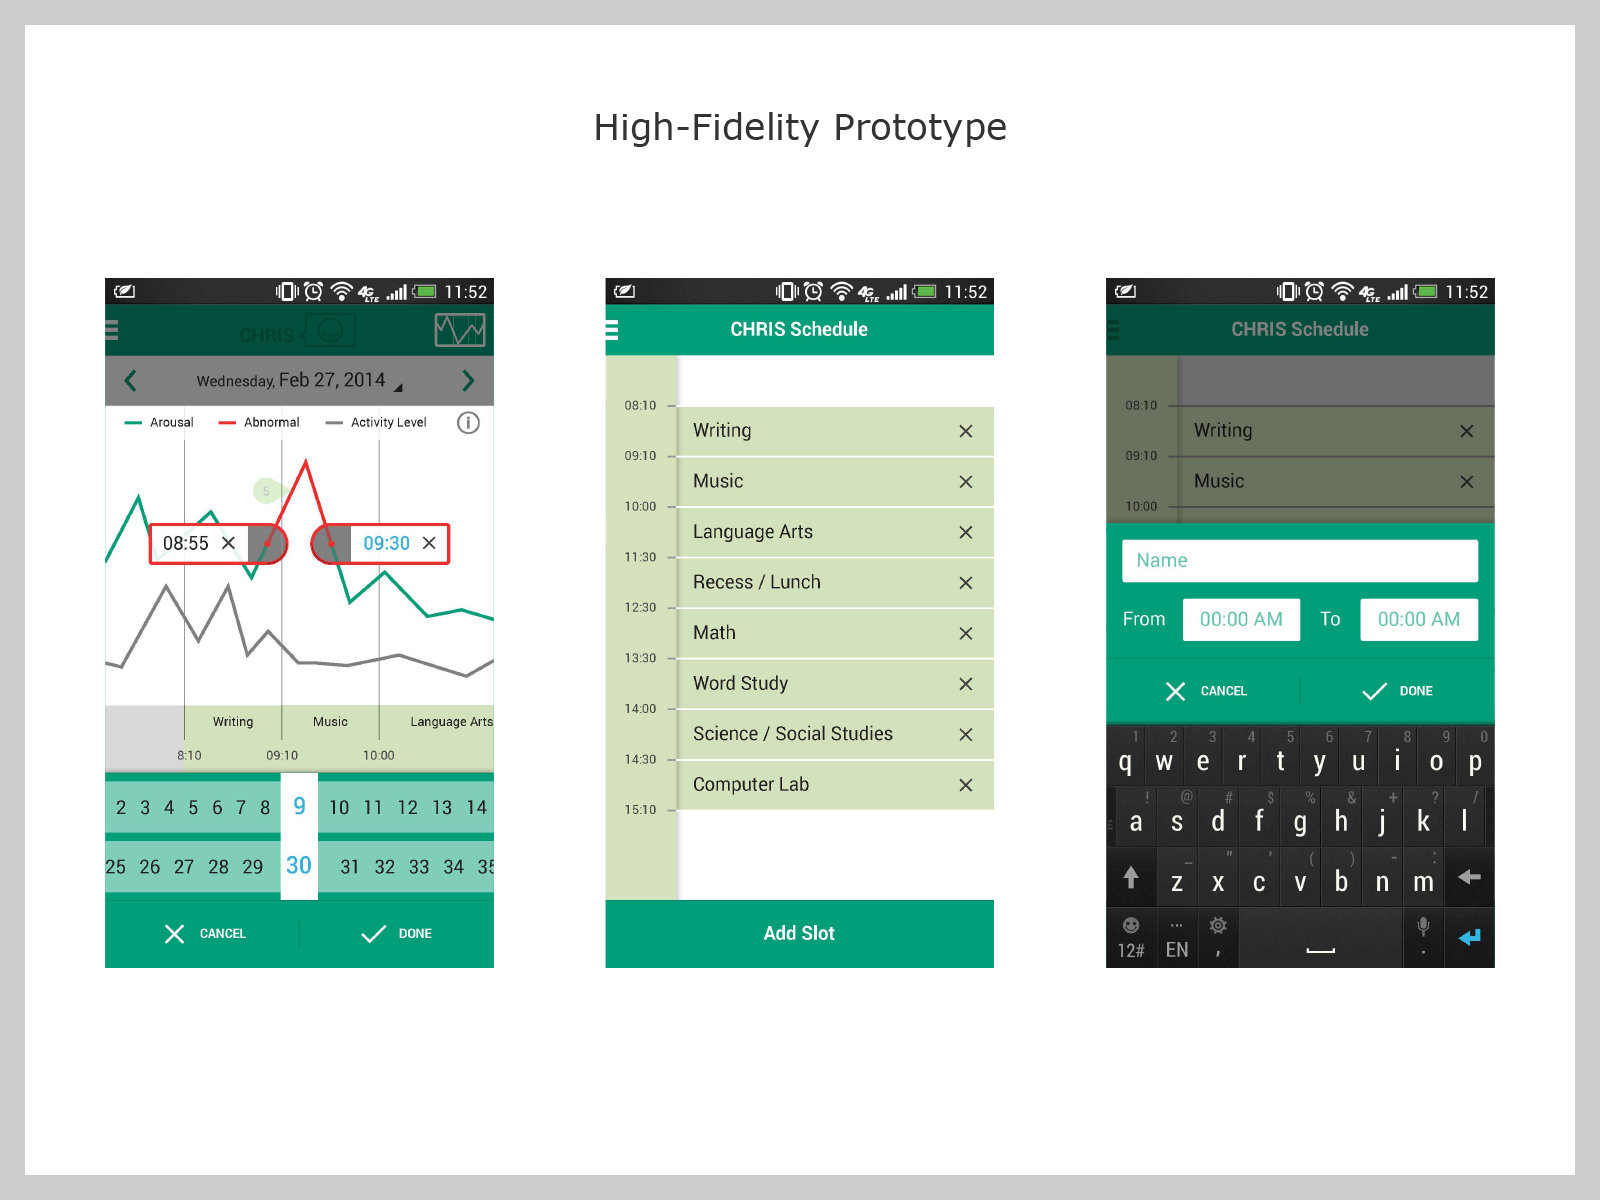 High-Fidelity Prototype
11:52
CHRIS
Wednesday, Feb 27, 2014
Arousal Abnormal Activity Level
5
08:55 09:30
Writing Music Language Arts
8:10 09:10 10:00
2 3 4 5 6 7 8 9 10 11 12 13 14
25 26 27 28 29 30 31 32 33 34 35
CANCEL DONE
4G LTE 11:52
CHRIS Schedule
08:10
Writing
09:10
Music
10:00
Language Arts
11:30
Recess / Lunch
12:30
Math
13:30
Word Study
14:00
Science / Social Studies
14:30
Computer Lab
15:10
Add Slot
4G LTE 11:52
CHRIS Schedule
08:10
Writing
09:10
Music
10:00
Name
From 00:00 AM To 00:00 AM
CANCEL DONE
1 2 3 4 5 6 7 8 9 0
q w e r t y u i o p
! @ # $ % & + ? /
a s d f g h j k l
_ " ' ( ) - :
z x c v b n m
12# EN , .